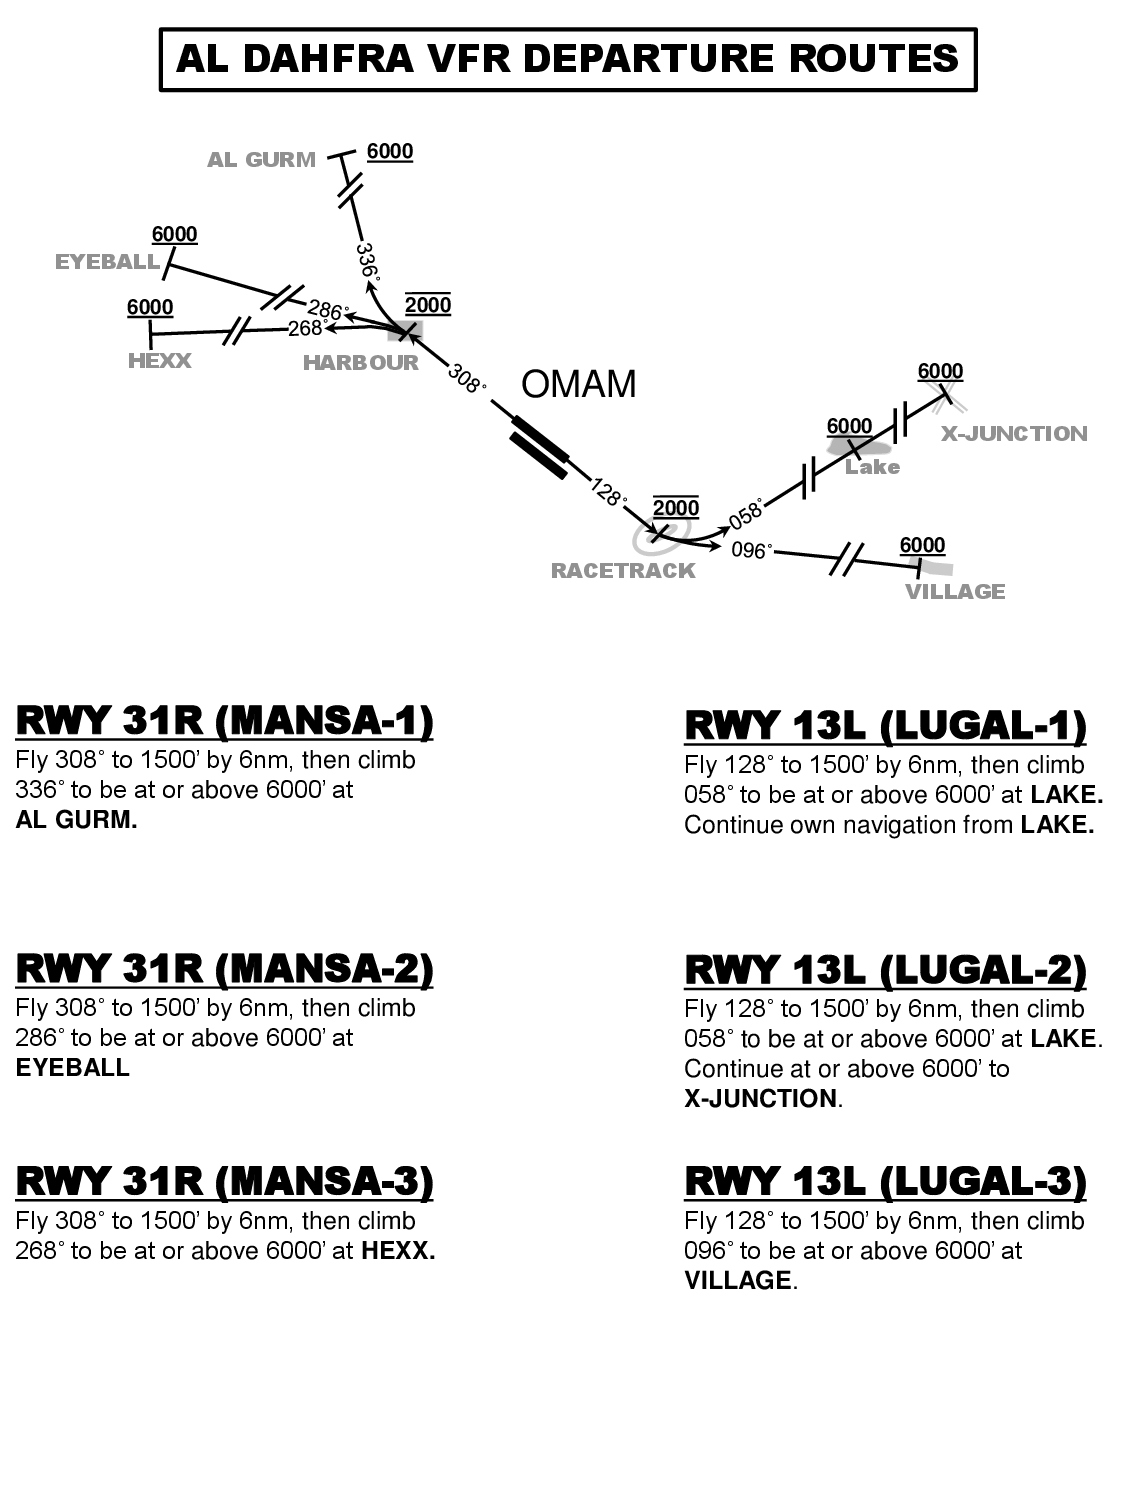 AL DAHFRA VFR DEPARTURE ROUTES
AL GURM
6000
336°
6000
EYEBALL
286°
6000
268°
HEXX
2000
HARBOUR
308°
OMAM
128°
2000
RACETRACK
058°
096°
6000
Lake
6000
X-JUNCTION
6000
VILLAGE
RWY 31R (MANSA-1)
Fly 308° to 1500’ by 6nm, then climb
336° to be at or above 6000’ at
AL GURM.
RWY 31R (MANSA-2)
Fly 308° to 1500’ by 6nm, then climb
286° to be at or above 6000’ at
EYEBALL
RWY 31R (MANSA-3)
Fly 308° to 1500’ by 6nm, then climb
268° to be at or above 6000’ at HEXX.
RWY 13L (LUGAL-1)
Fly 128° to 1500’ by 6nm, then climb
058° to be at or above 6000’ at LAKE.
Continue own navigation from LAKE.
RWY 13L (LUGAL-2)
Fly 128° to 1500’ by 6nm, then climb
058° to be at or above 6000’ at LAKE.
Continue at or above 6000’ to
X-JUNCTION.
RWY 13L (LUGAL-3)
Fly 128° to 1500’ by 6nm, then climb
096° to be at or above 6000’ at
VILLAGE.